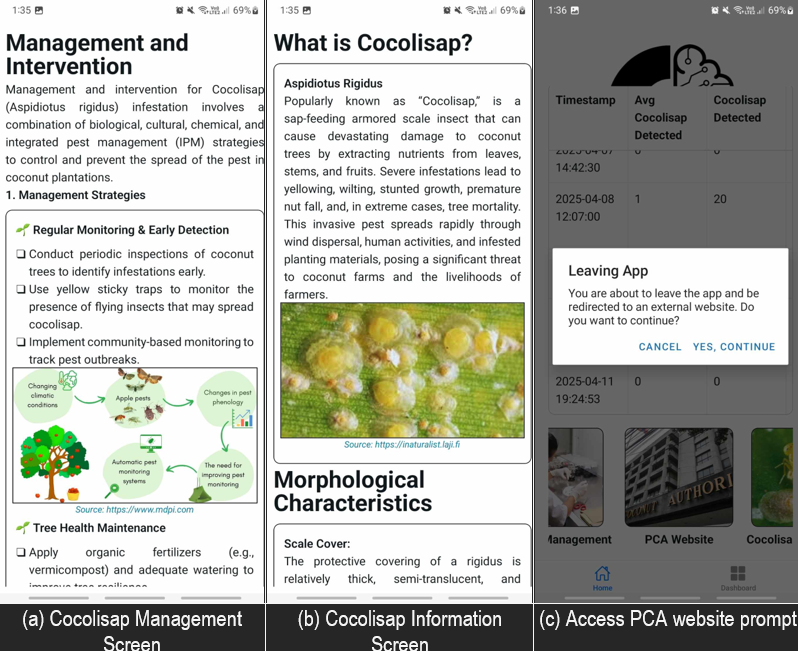 1:35
69%
Management and
Intervention
Management and intervention for Cocolisap
(Aspidiotus rigidus) infestation involves a
combination of biological, cultural, chemical, and
integrated pest management (IPM) strategies
to control and prevent the spread of the pest in
coconut plantations.
1. Management Strategies
Regular Monitoring & Early Detection
Conduct periodic inspections of coconut
trees to identify infestations early.
Use yellow sticky traps to monitor the
presence of flying insects that may spread
cocolisap.
Implement community-based monitoring to
track pest outbreaks.
Changing
climatic
conditions
Apple pests
Changes in pest
phenology
Automatic pest
monitoring
systems
The need for
improving pest
monitoring
Source: https://www.mdpi.com
Tree Health Maintenance
Apply organic fertilizers (e.g.,
vermicompost) and adequate watering to
improve tree resilience.
(a) Cocolisap Management
Screen
1:35
69%
What is Cocolisap?
Aspidiotus Rigidus
Popularly known as “Cocolisap,” is a
sap-feeding armored scale insect that can
cause devastating damage to coconut
trees by extracting nutrients from leaves,
stems, and fruits. Severe infestations lead to
yellowing, wilting, stunted growth, premature
nut fall, and, in extreme cases, tree mortality.
This invasive pest spreads rapidly through
wind dispersal, human activities, and infested
planting materials, posing a significant threat
to coconut farms and the livelihoods of
farmers.
Source: https://inaturalist.laji.fi
Morphological
Characteristics
Scale Cover:
The protective covering of a rigidus is
relatively thick, semi-translucent, and
(b) Cocolisap Information
Screen
1:36
69%
Timestamp
Avg
Cocolisap
Detected
Cocolisap
Detected
2025-04-07 0 0
14:42:30
2025-04-08 1 20
12:07:00
Leaving App
You are about to leave the app and be
redirected to an external website. Do
you want to continue?
CANCEL YES, CONTINUE
2025-04-11 0 0
19:24:53
AUTHORI
Management
PCA Website
Cocolisa
Home
Dashboard
(c) Access PCA website prompt